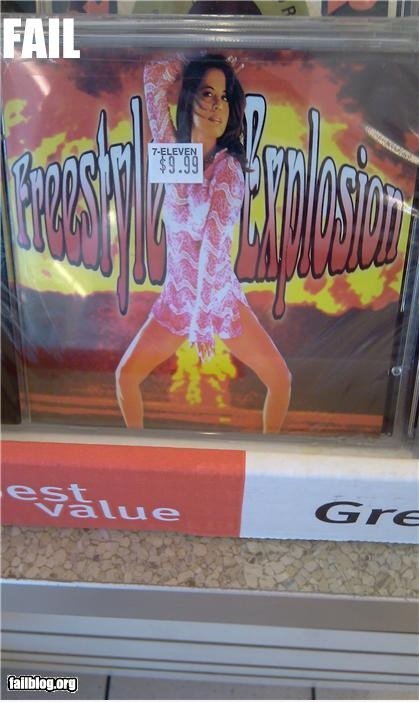 FAIL
7-ELEVEN
$9.99
Freestyle Explosion
est
value
Gre
failblog.org